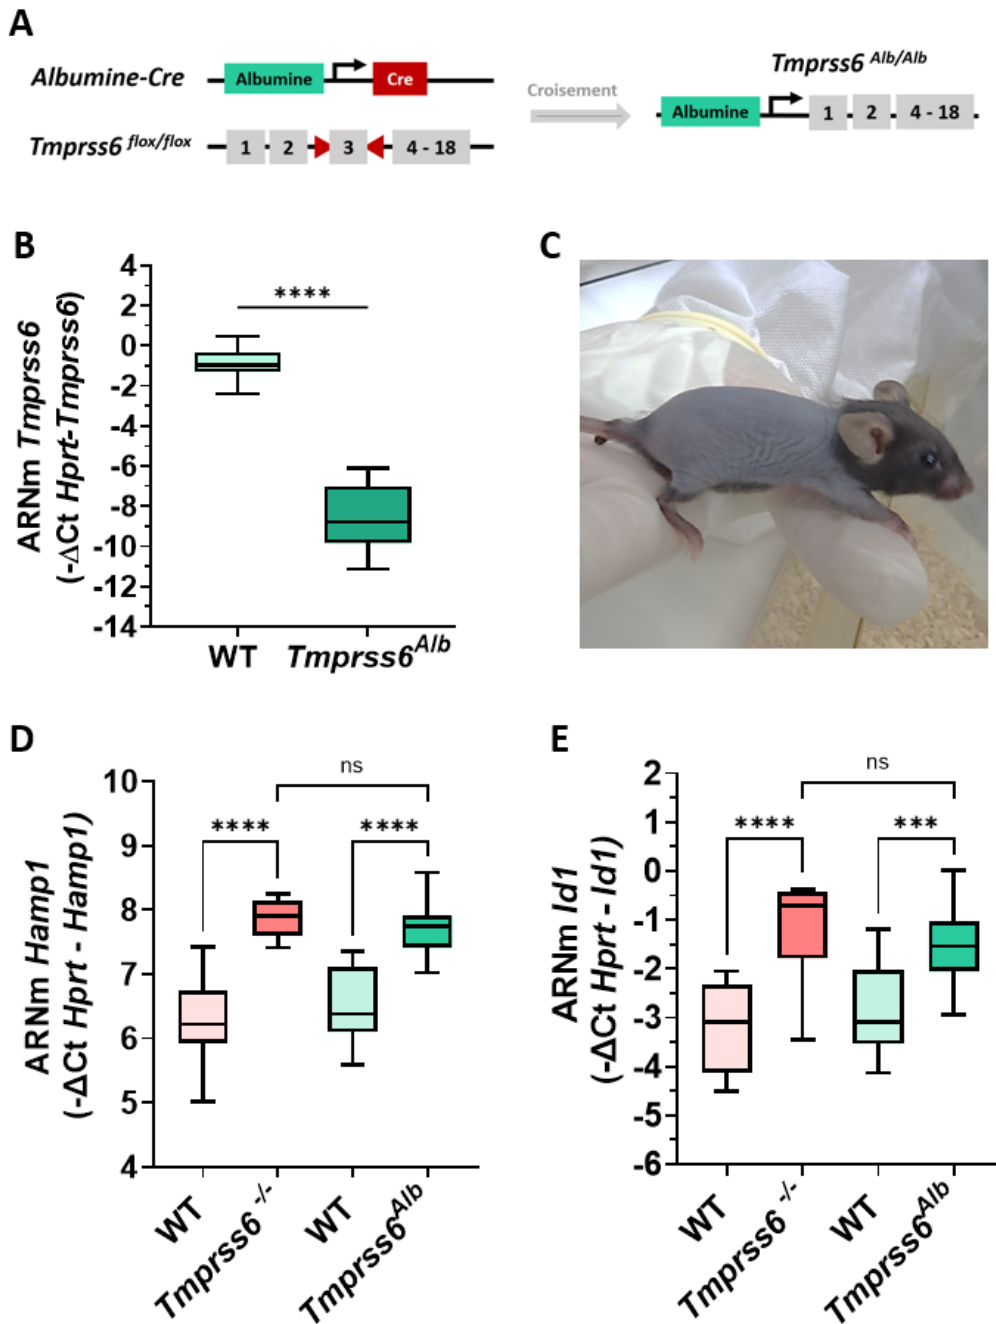 A
Albumine-Cre
Albumine
Cre
Tmprss6 flox/flox
1
2
3
4 - 18
Croisement
Tmprss6 Alb/Alb
Albumine
1
2
4 - 18
B
ARNm Tmprss6
(-ΔCt Hprt-Tmprss6)
4
2
0
-2
-4
-6
-8
-10
-12
-14
****
WT
Tmprss6Alb
C
D
ARNm Hamp1
(-ΔCt Hprt - Hamp1)
10
9
8
7
6
5
4
ns
****
****
WT
Tmprss6 -/-
WT
Tmprss6Alb
E
ARNm Id1
(-ΔCt Hprt - Id1)
2
1
0
-1
-2
-3
-4
-5
-6
ns
****
***
WT
Tmprss6 -/-
WT
Tmprss6Alb